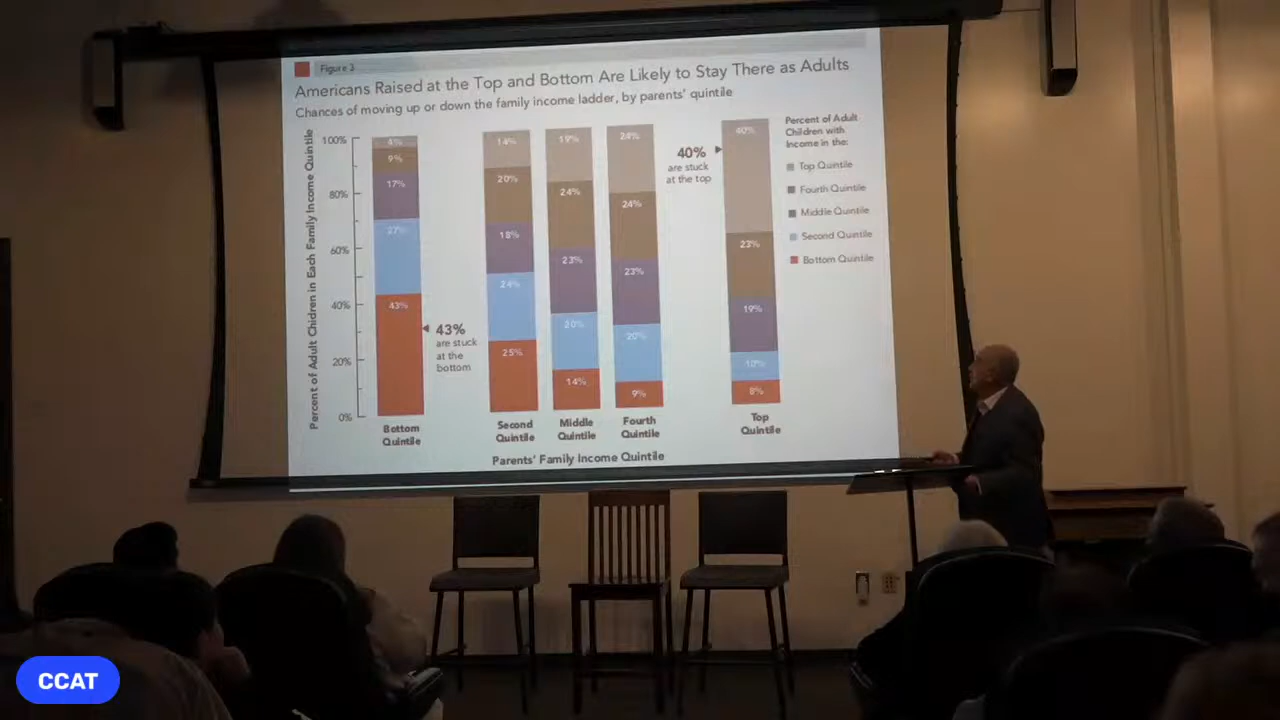 Figure 3
Americans Raised at the Top and Bottom Are Likely to Stay There as Adults
Chances of moving up or down the family income ladder, by parents' quintile
Percent of Adult Children in Each Family Income Quintile
100%
80%
60%
40%
20%
0%
4%
9%
17%
27%
43%
43%
are stuck
at the
bottom
14%
20%
18%
24%
25%
19%
24%
23%
20%
14%
24%
24%
23%
20%
9%
40%
are stuck
at the top
40%
23%
19%
10%
8%
Percent of Adult
Children with
Income in the:
Top Quintile
Fourth Quintile
Middle Quintile
Second Quintile
Bottom Quintile
Bottom
Quintile
Second
Quintile
Middle
Quintile
Fourth
Quintile
Top
Quintile
Parents' Family Income Quintile
CCAT